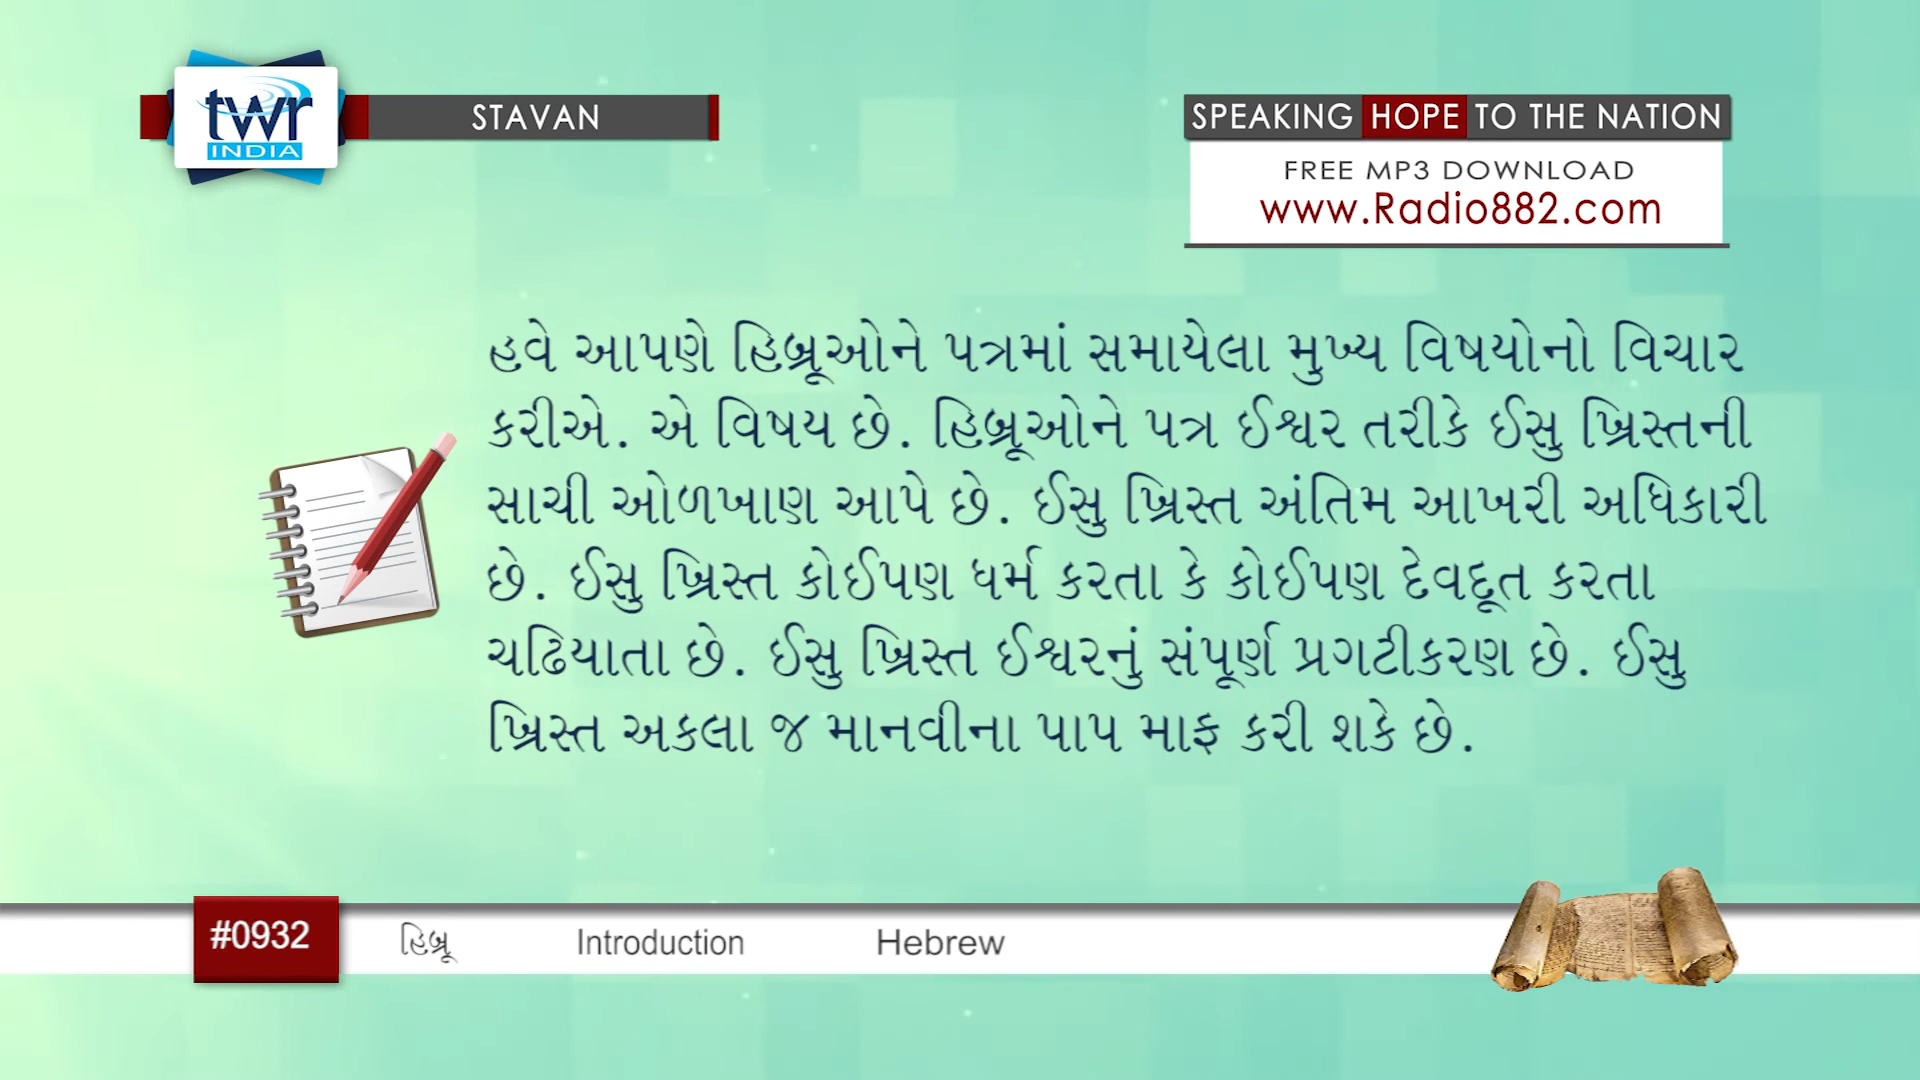 twr
INDIA
STAVAN
SPEAKING HOPE TO THE NATION
FREE MP3 DOWNLOAD
www.Radio882.com
હવે આપણે હિબ્રૂઓને પત્રમાં સમાયેલા મુખ્ય વિષયોનો વિચાર
કરીએ. એ વિષય છે. હિબ્રૂઓને પત્ર ઈશ્વર તરીકે ઈસુ ખ્રિસ્તની
સાચી ઓળખાણ આપે છે. ઈસુ ખ્રિસ્ત અંતિમ આખરી અધિકારી
છે. ઈસુ ખ્રિસ્ત કોઈપણ ધર્મ કરતા કે કોઈપણ દેવદૂત કરતા
ચઢિયાતા છે. ઈસુ ખ્રિસ્ત ઈશ્વરનું સંપૂર્ણ પ્રગટીકરણ છે. ઈસુ
ખ્રિસ્ત અકલા જ માનવીના પાપ માફ કરી શકે છે.
#0932 હિબ્રૂ Introduction Hebrew